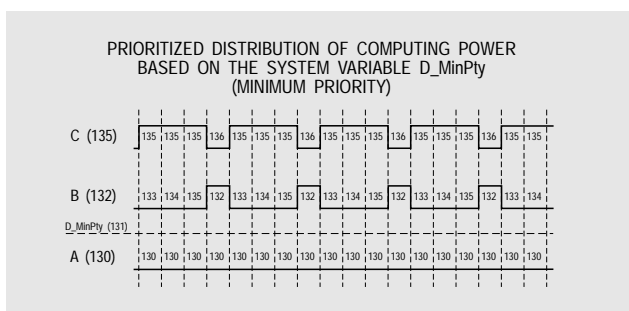 PRIORITIZED DISTRIBUTION OF COMPUTING POWER
BASED ON THE SYSTEM VARIABLE D_MinPty
(MINIMUM PRIORITY)
C (135) 135 135 135 136 135 135 135 136 135 135 135 136 135 135 135 136 135 135
B (132) 133 134 135 132 133 134 135 132 133 134 135 132 133 134 135 132 133 134
D_MinPty (131)
A (130) 130 130 130 130 130 130 130 130 130 130 130 130 130 130 130 130 130 130